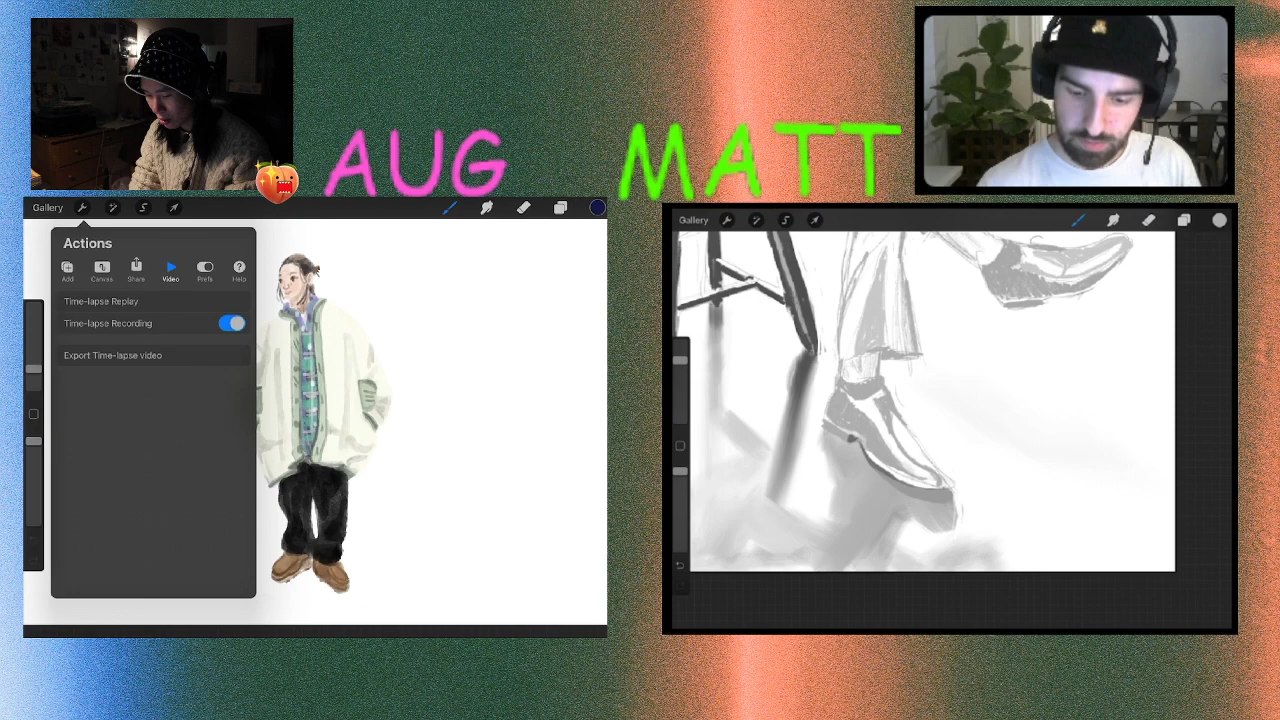 AUG
MATT
Gallery
Actions
Add Canvas Share Video Prefs Help
Time-lapse Replay
Time-lapse Recording
Export Time-lapse video
Gallery